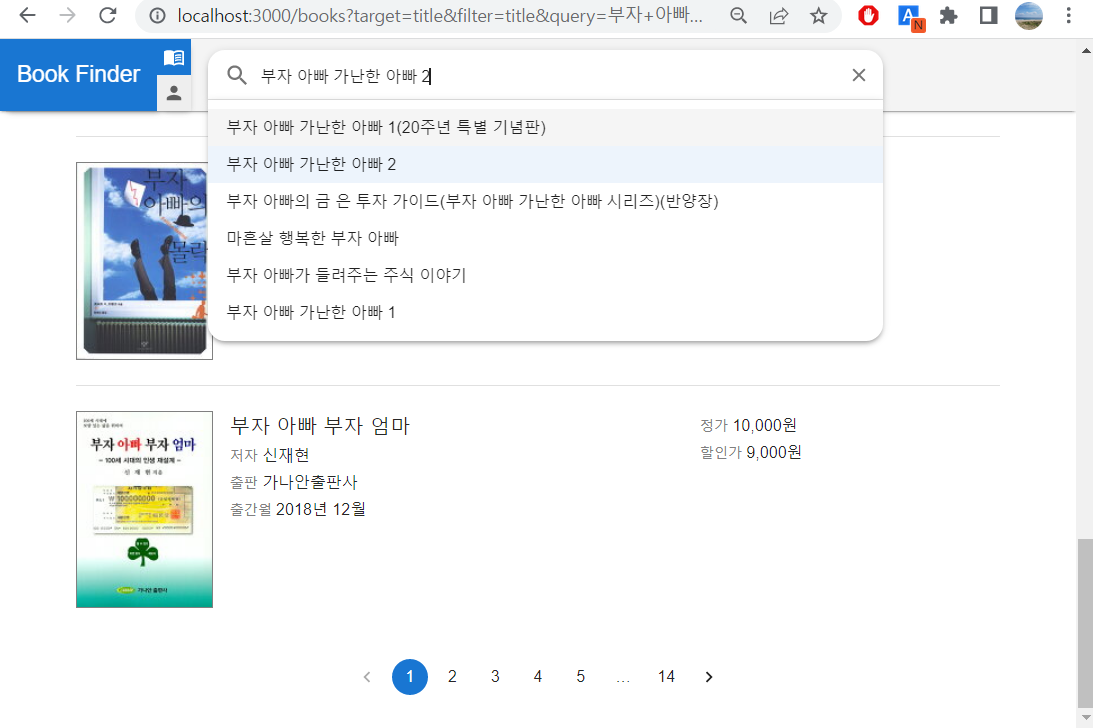 localhost:3000/books?target=title&filter=title&query=부자+아빠...
A
N
Book Finder
부자 아빠 가난한 아빠 2
부자 아빠 가난한 아빠 1(20주년 특별 기념판)
부자 아빠 가난한 아빠 2
부자 아빠의 금 은 투자 가이드(부자 아빠 가난한 아빠 시리즈)(반양장)
마흔살 행복한 부자 아빠
부자 아빠가 들려주는 주식 이야기
부자 아빠 가난한 아빠 1
부자
아빠의
몰락
부자 아빠 부자 엄마
- 100세 시대의 인생 재설계 -
신 재 현 지음
가나안 출판사
부자 아빠 부자 엄마
저자 신재현
출판 가나안출판사
출간월 2018년 12월
정가 10,000원
할인가 9,000원
1 2 3 4 5 ... 14